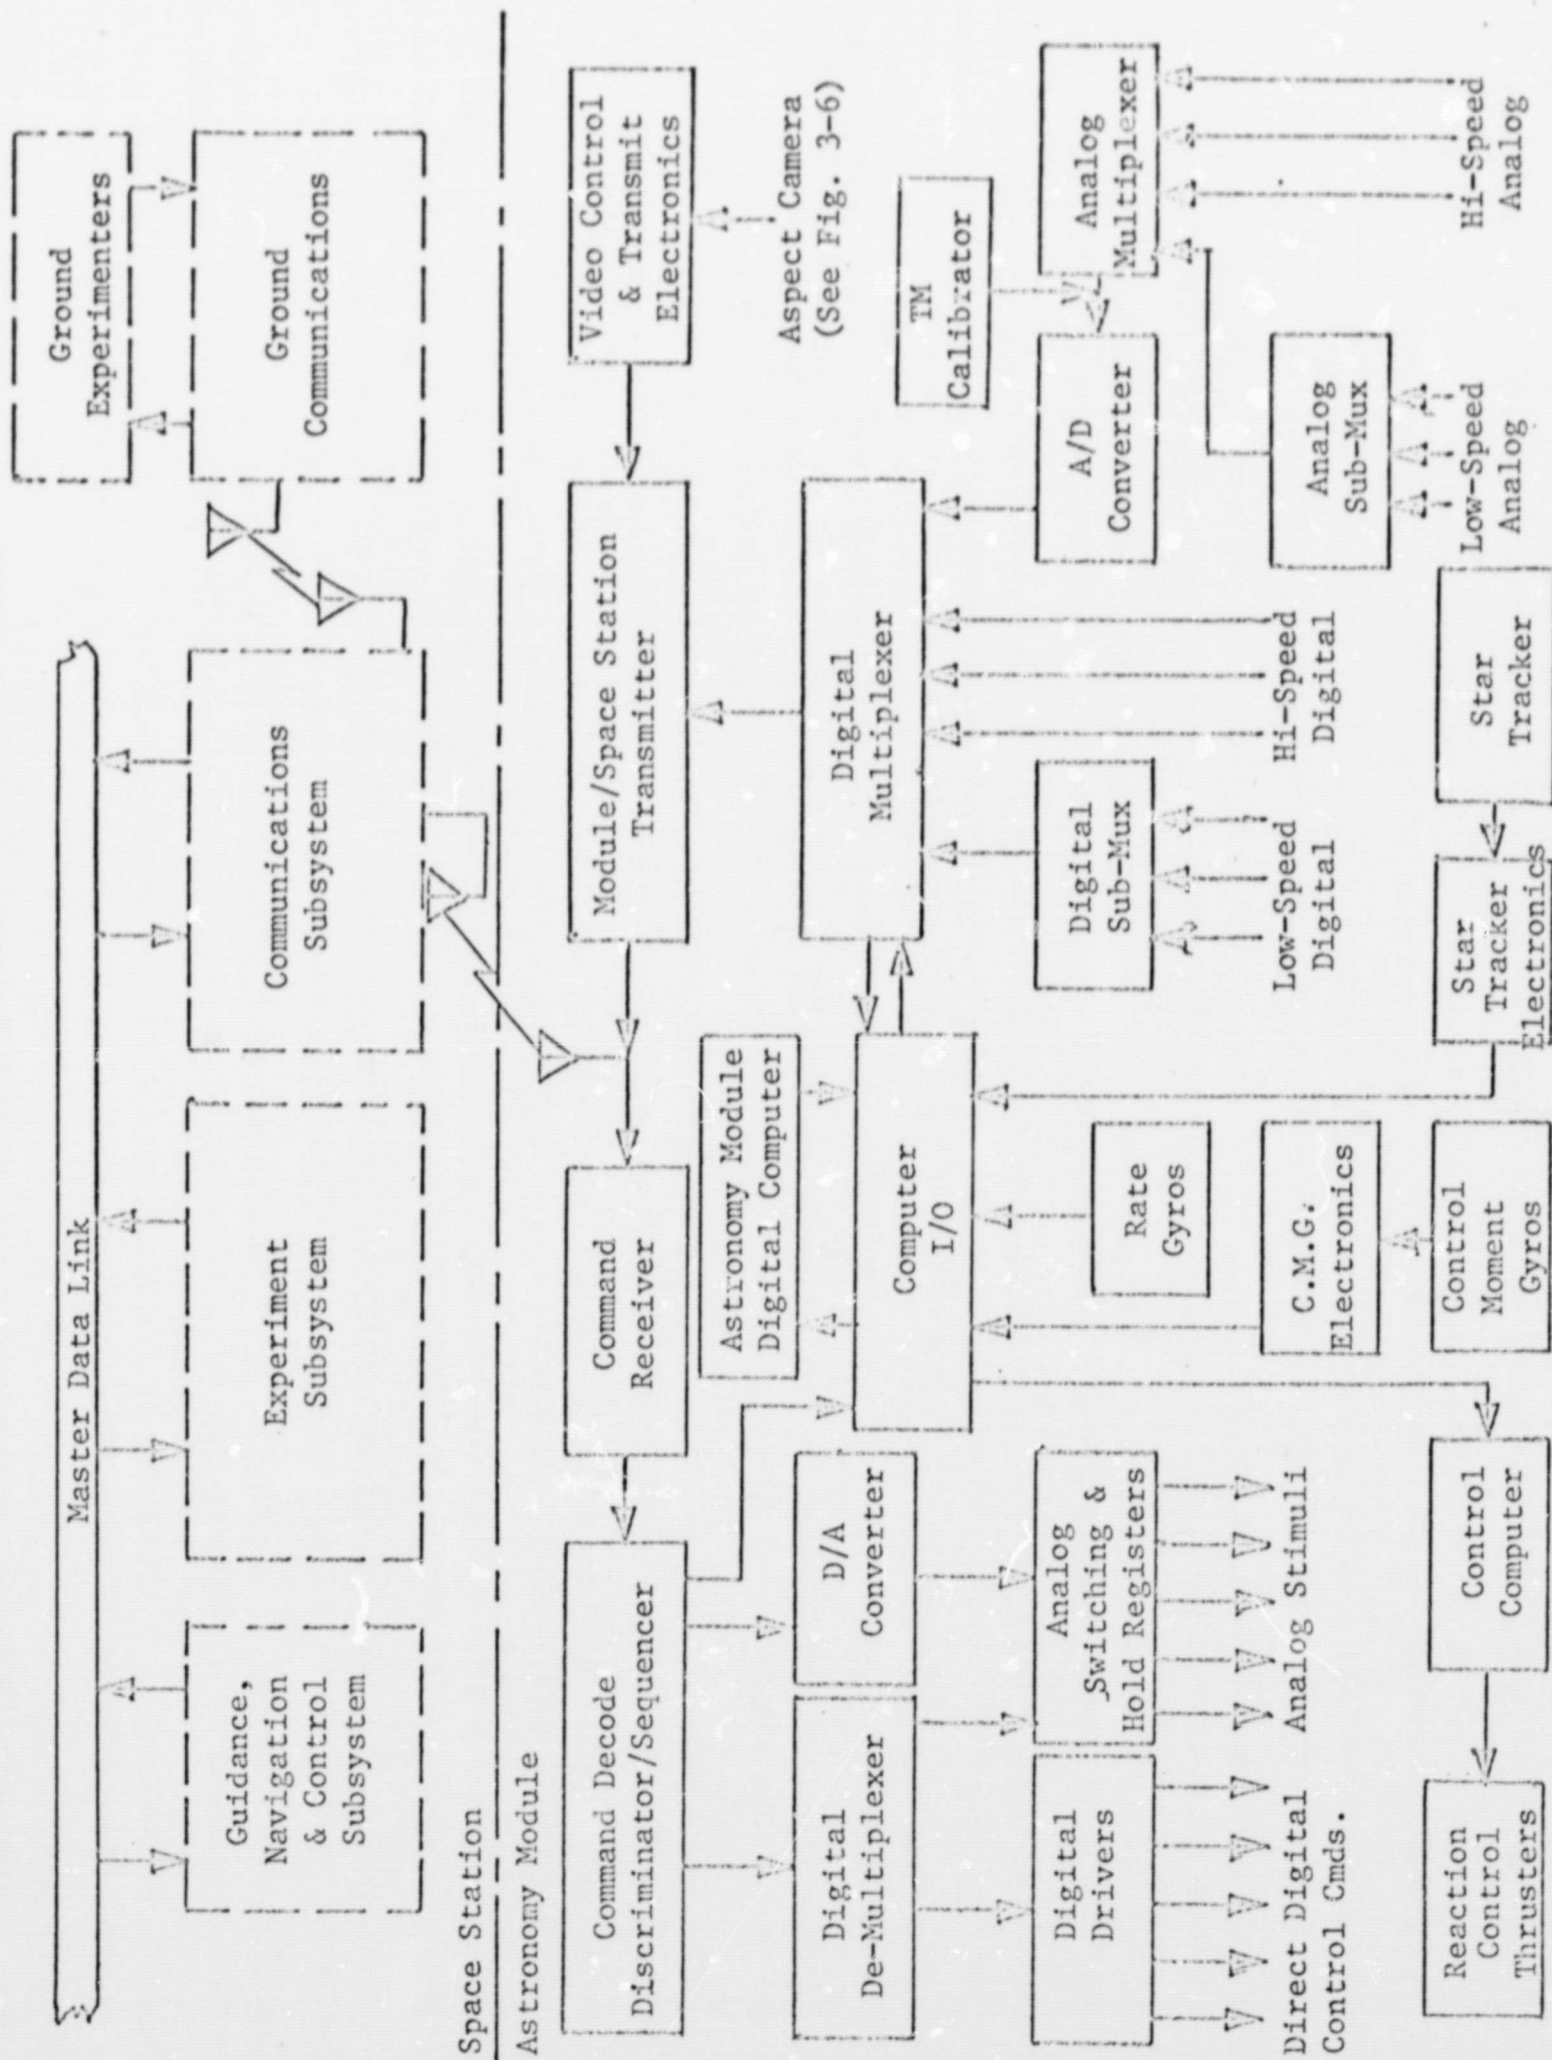 Master Data Link
Guidance,
Navigation
& Control
Subsystem
Experiment
Subsystem
Communications
Subsystem
Ground
Experimenters
Ground
Communications
Space Station
Astronomy Module
Command Decode
Discriminator/Sequencer
Command
Receiver
Module/Space Station
Transmitter
Video Control
& Transmit
Electronics
Aspect Camera
(See Fig. 3-6)
Astronomy Module
Digital Computer
Digital
De-Multiplexer
D/A
Converter
Computer
I/O
Digital
Multiplexer
TM
Calibrator
Digital
Drivers
Analog
Switching &
Hold Registers
Rate
Gyros
Digital
Sub-Mux
A/D
Converter
Analog
Multiplexer
Direct Digital
Control Cmds.
Analog Stimuli
C.M.G.
Electronics
Low-Speed
Digital
Hi-Speed
Digital
Analog
Sub-Mux
Low-Speed
Analog
Hi-Speed
Analog
Reaction
Control
Thrusters
Control
Computer
Control
Moment
Gyros
Star
Tracker
Electronics
Star
Tracker